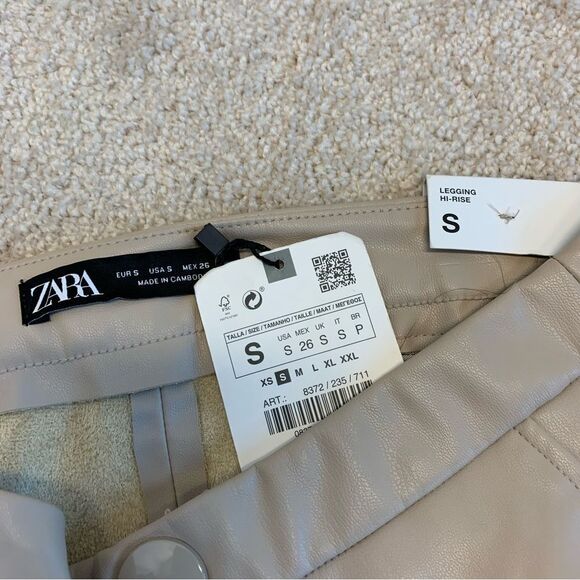 LEGGING
HI-RISE
S
ZARA
EUR S USA S MEX 26
MADE IN
FSC
TALLA / SIZE / TAMANHO / TAILLE / MAAT / ΜΕΓΕΘΟΣ
S
USA MEX UK IT BR
S 26 S S P
XS S M L XL XXL
ART.: 8372 / 235 / 711